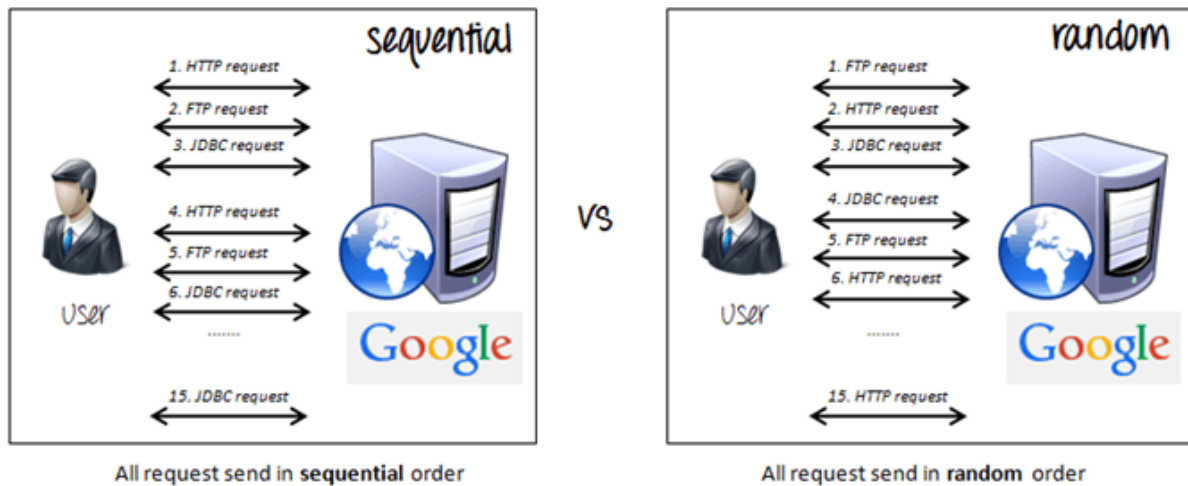 sequential
1. HTTP request
2. FTP request
3. JDBC request
4. HTTP request
5. FTP request
6. JDBC request
.......
15. JDBC request
User
Google
All request send in sequential order
VS
random
1. FTP request
2. HTTP request
3. JDBC request
4. JDBC request
5. FTP request
6. HTTP request
.......
15. HTTP request
User
Google
All request send in random order